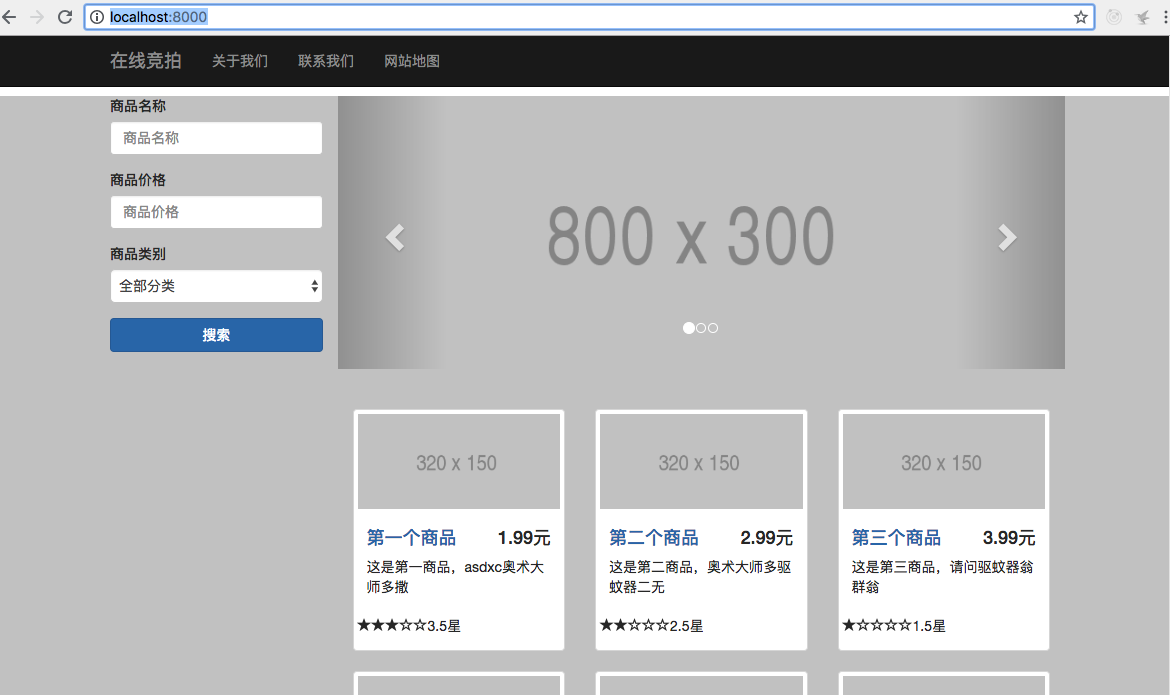 localhost:8000
在线竞拍 关于我们 联系我们 网站地图
商品名称
商品名称
商品价格
商品价格
商品类别
全部分类
搜索
800 x 300
320 x 150
第一个商品 1.99元
这是第一商品，asdxc奥术大
师多撒
★★★☆☆3.5星
320 x 150
第二个商品 2.99元
这是第二商品，奥术大师多驱
蚊器二无
★★☆☆☆2.5星
320 x 150
第三个商品 3.99元
这是第三商品，请问驱蚊器翁
群翁
★☆☆☆☆1.5星